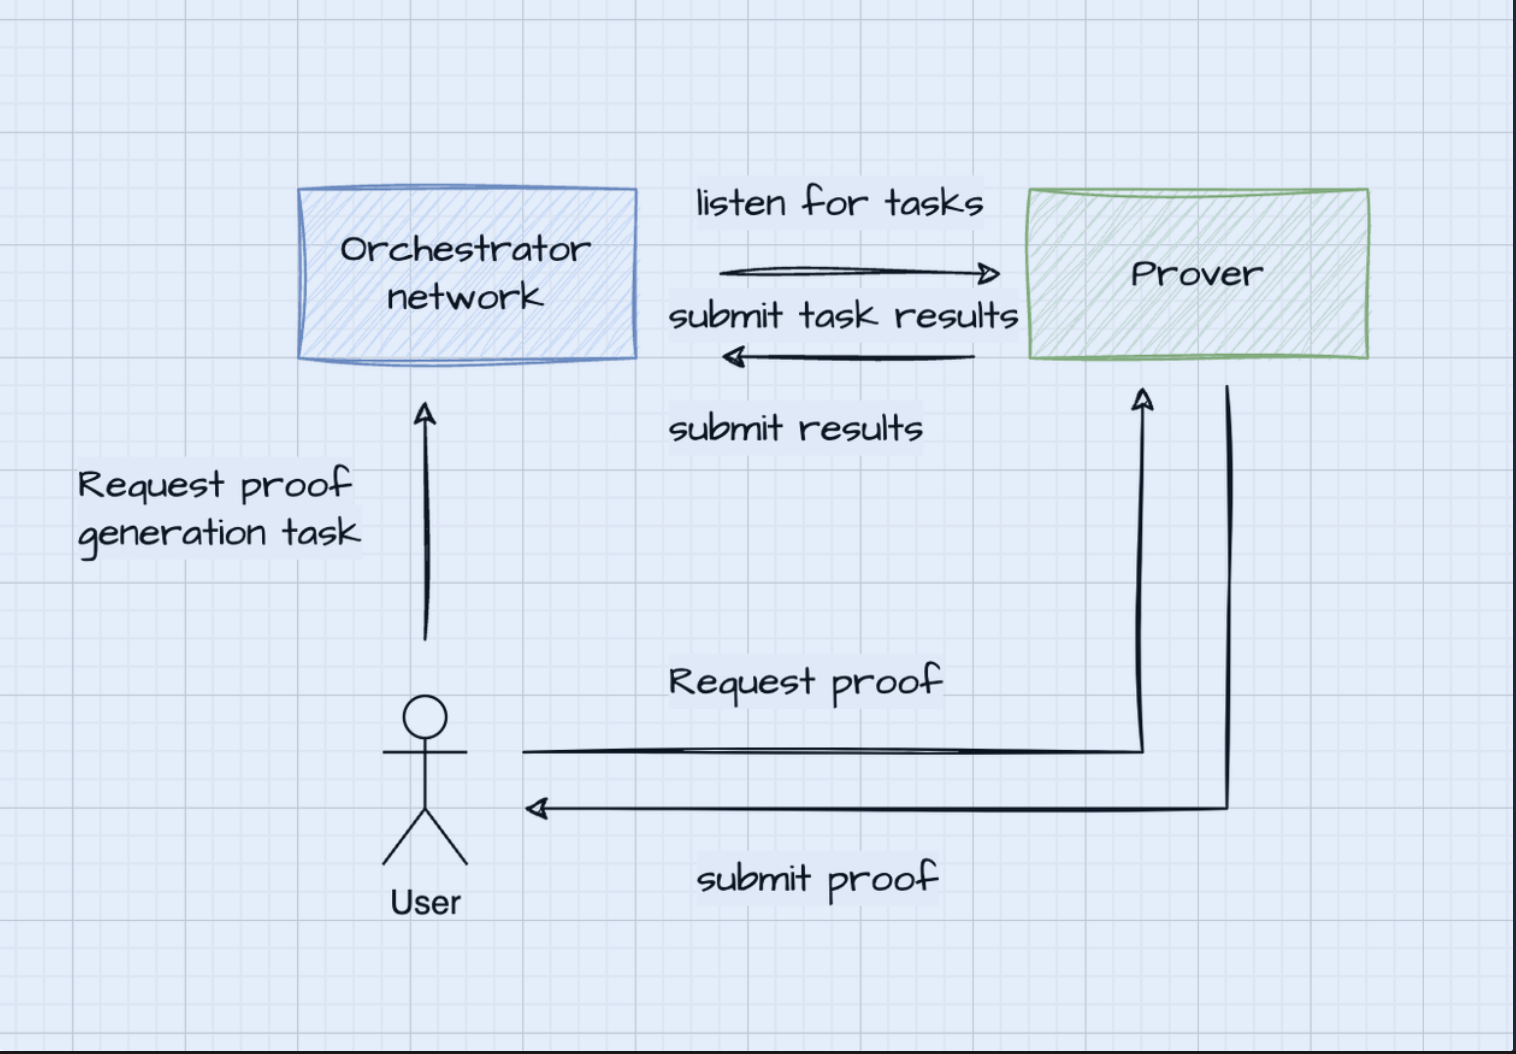 Orchestrator
network
listen for tasks
submit task results
submit results
Prover
Request proof
generation task
Request proof
submit proof
User